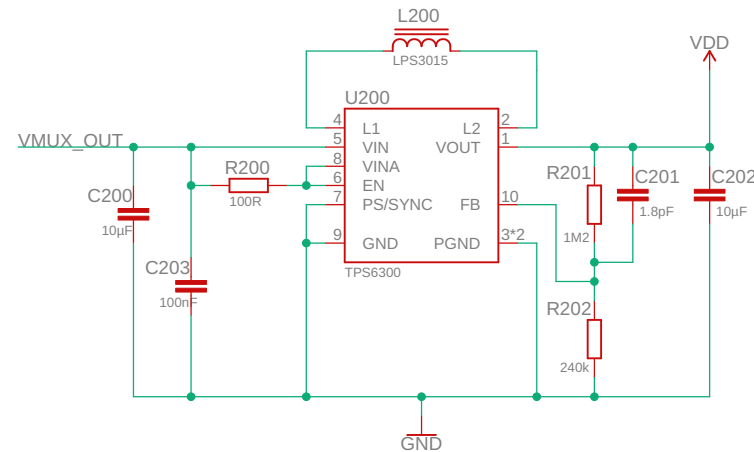 L200
LPS3015
VDD
U200
4 L1 L2 2
VMUX_OUT
5 VIN VOUT 1
8 VINA
R200
100R
6 EN
7 PS/SYNC FB 10
9 GND PGND 3*2
TPS6300
C200
10µF
C203
100nF
R201
1M2
C201
1.8pF
C202
10µF
R202
240k
GND